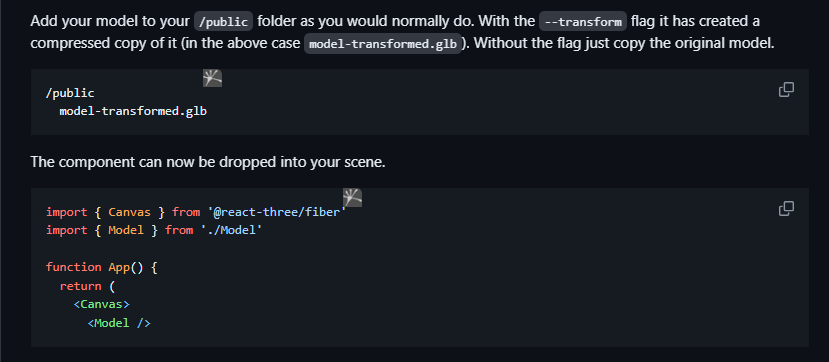 Add your model to your /public folder as you would normally do. With the --transform flag it has created a
compressed copy of it (in the above case model-transformed.glb). Without the flag just copy the original model.
/public
  model-transformed.glb
The component can now be dropped into your scene.
import { Canvas } from '@react-three/fiber'
import { Model } from './Model'
function App() {
  return (
    <Canvas>
      <Model />